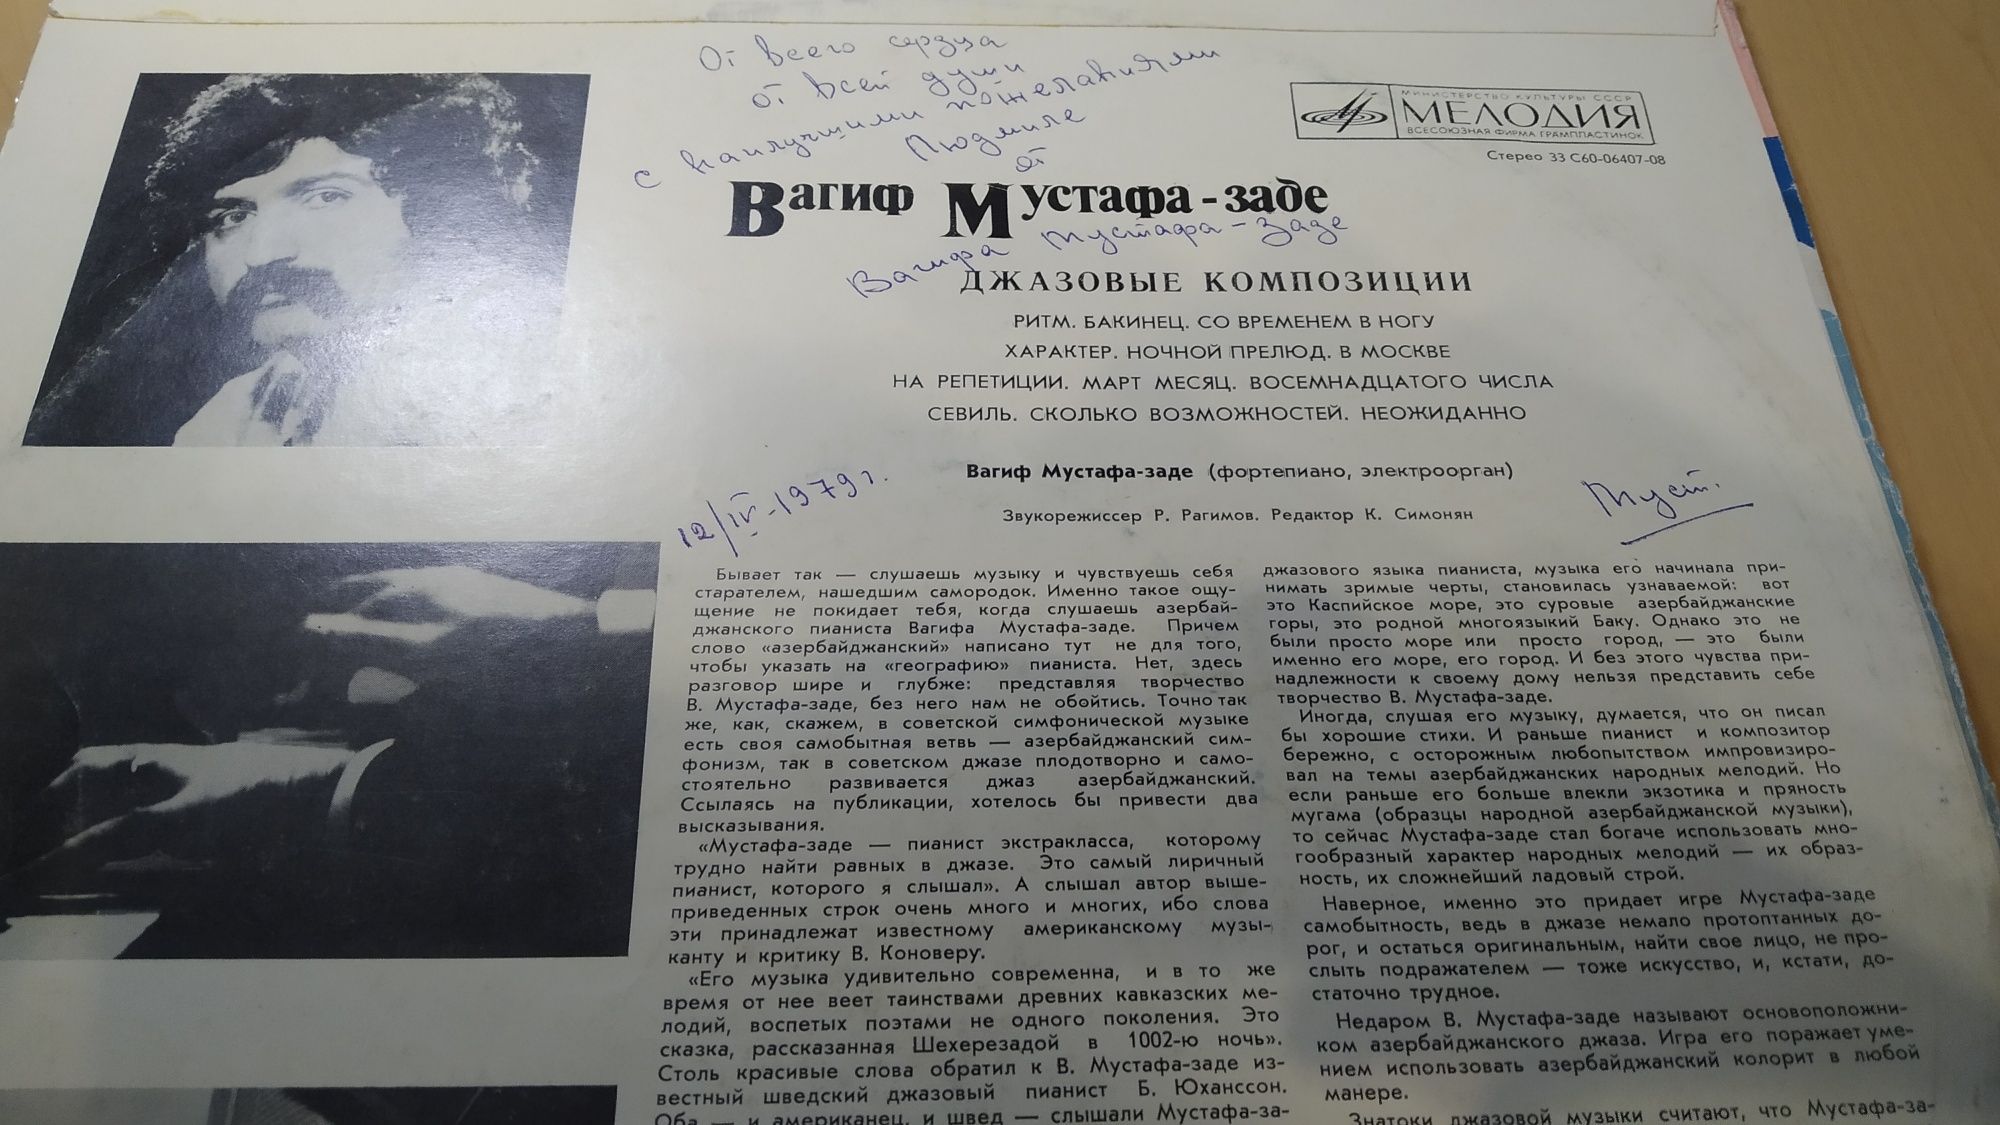 От всего сердца
от всей души
с наилучшими пожеланиями
Людмиле
от
МИНИСТЕРСТВО КУЛЬТУРЫ СССР
МЕЛОДИЯ
ВСЕСОЮЗНАЯ ФИРМА ГРАМПЛАСТИНОК
Стерео 33 С60-06407-08
Вагиф Мустафа-заде
Вагифа Мустафа-Заде
ДЖАЗОВЫЕ КОМПОЗИЦИИ
РИТМ. БАКИНЕЦ. СО ВРЕМЕНЕМ В НОГУ
ХАРАКТЕР. НОЧНОЙ ПРЕЛЮД. В МОСКВЕ
НА РЕПЕТИЦИИ. МАРТ МЕСЯЦ. ВОСЕМНАДЦАТОГО ЧИСЛА
СЕВИЛЬ. СКОЛЬКО ВОЗМОЖНОСТЕЙ. НЕОЖИДАННО
Вагиф Мустафа-заде (фортепиано, электроорган)
Звукорежиссер Р. Рагимов. Редактор К. Симонян
12/IV-1979г.
Муст.
Бывает так — слушаешь музыку и чувствуешь себя
старателем, нашедшим самородок. Именно такое ощу-
щение не покидает тебя, когда слушаешь азербай-
джанского пианиста Вагифа Мустафа-заде. Причем
слово «азербайджанский» написано тут не для того,
чтобы указать на «географию» пианиста. Нет, здесь
разговор шире и глубже: представляя творчество
В. Мустафа-заде, без него нам не обойтись. Точно так
же, как, скажем, в советской симфонической музыке
есть своя самобытная ветвь — азербайджанский сим-
фонизм, так в советском джазе плодотворно и само-
стоятельно развивается джаз азербайджанский.
Ссылаясь на публикации, хотелось бы привести два
высказывания.
«Мустафа-заде — пианист экстракласса, которому
трудно найти равных в джазе. Это самый лиричный
пианист, которого я слышал». А слышал автор выше-
приведенных строк очень много и многих, ибо слова
эти принадлежат известному американскому музы-
канту и критику В. Коноверу.
«Его музыка удивительно современна, и в то же
время от нее веет таинствами древних кавказских ме-
лодий, воспетых поэтами не одного поколения. Это
сказка, рассказанная Шехерезадой в 1002-ю ночь».
Столь красивые слова обратил к В. Мустафа-заде из-
вестный шведский джазовый пианист Б. Юханссон.
Оба — и американец, и швед — слышали Мустафа-за-
джазового языка пианиста, музыка его начинала при-
нимать зримые черты, становилась узнаваемой: вот
это Каспийское море, это суровые азербайджанские
горы, это родной многоязыкий Баку. Однако это не
были просто море или просто город, — это были
именно его море, его город. И без этого чувства при-
надлежности к своему дому нельзя представить себе
творчество В. Мустафа-заде.
Иногда, слушая его музыку, думается, что он писал
бы хорошие стихи. И раньше пианист и композитор
бережно, с осторожным любопытством импровизиро-
вал на темы азербайджанских народных мелодий. Но
если раньше его больше влекли экзотика и пряность
мугама (образцы народной азербайджанской музыки),
то сейчас Мустафа-заде стал богаче использовать мно-
гообразный характер народных мелодий — их образ-
ность, их сложнейший ладовый строй.
Наверное, именно это придает игре Мустафа-заде
самобытность, ведь в джазе немало протоптанных до-
рог, и остаться оригинальным, найти свое лицо, не про-
слыть подражателем — тоже искусство, и, кстати, до-
статочно трудное.
Недаром В. Мустафа-заде называют основоположни-
ком азербайджанского джаза. Игра его поражает уме-
нием использовать азербайджанский колорит в любой
манере.
Знатоки джазовой музыки считают, что Мустафа-за-